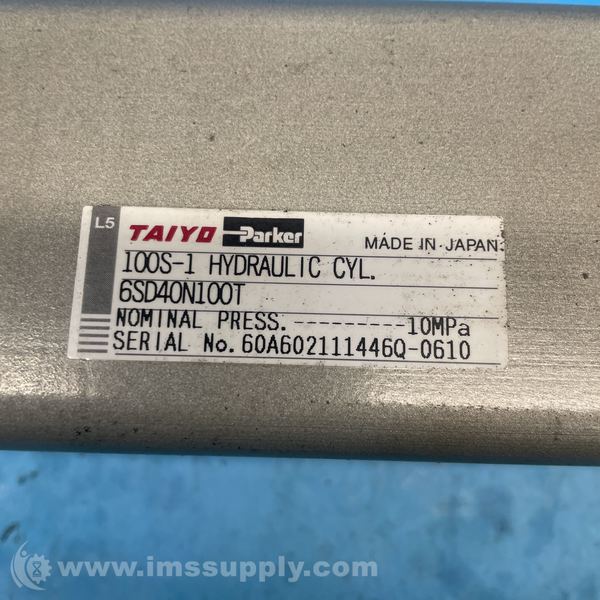 L5 TAIYO Parker MADE IN JAPAN
100S-1 HYDRAULIC CYL.
6SD40N100T
NOMINAL PRESS. ----------10MPa
SERIAL No. 60A602111446Q-0610
www.imssupply.com